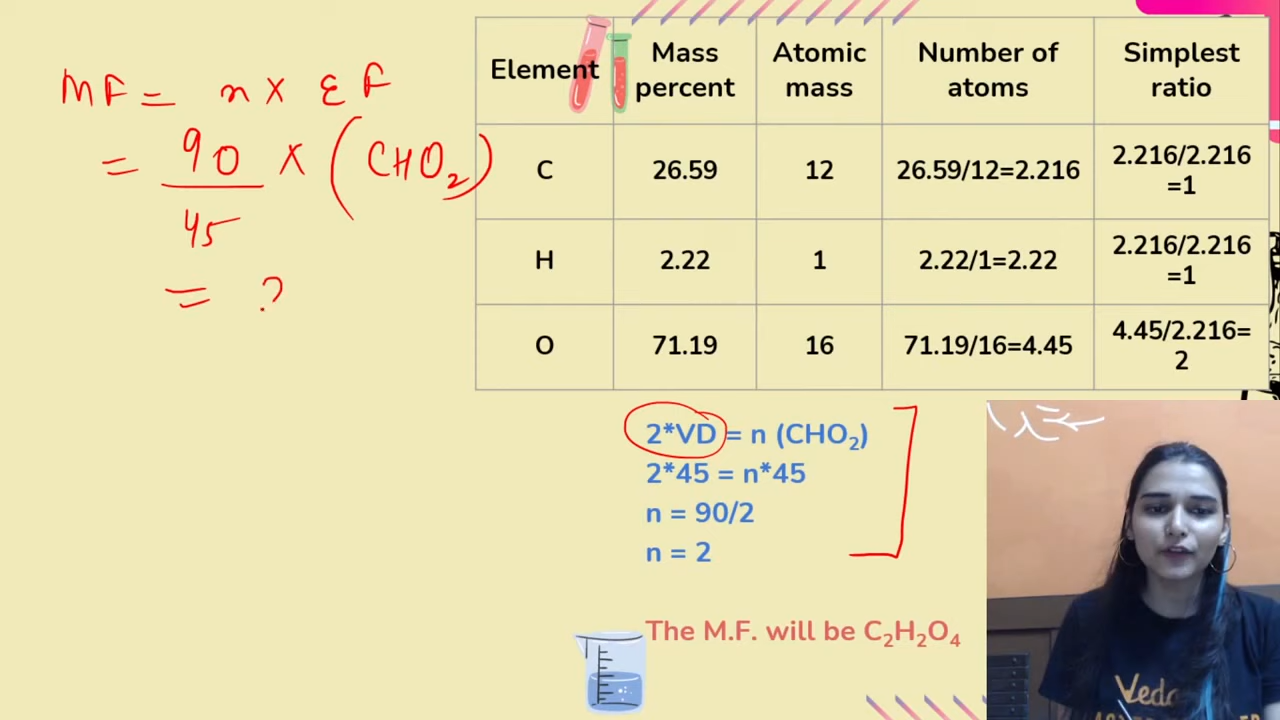 MF = n × EF
= 90/45 × (CHO₂)
= ?
Element Mass percent Atomic mass Number of atoms Simplest ratio
C 26.59 12 26.59/12=2.216 2.216/2.216 =1
H 2.22 1 2.22/1=2.22 2.216/2.216 =1
O 71.19 16 71.19/16=4.45 4.45/2.216= 2
2*VD = n (CHO₂)
2*45 = n*45
n = 90/2
n = 2
The M.F. will be C₂H₂O₄